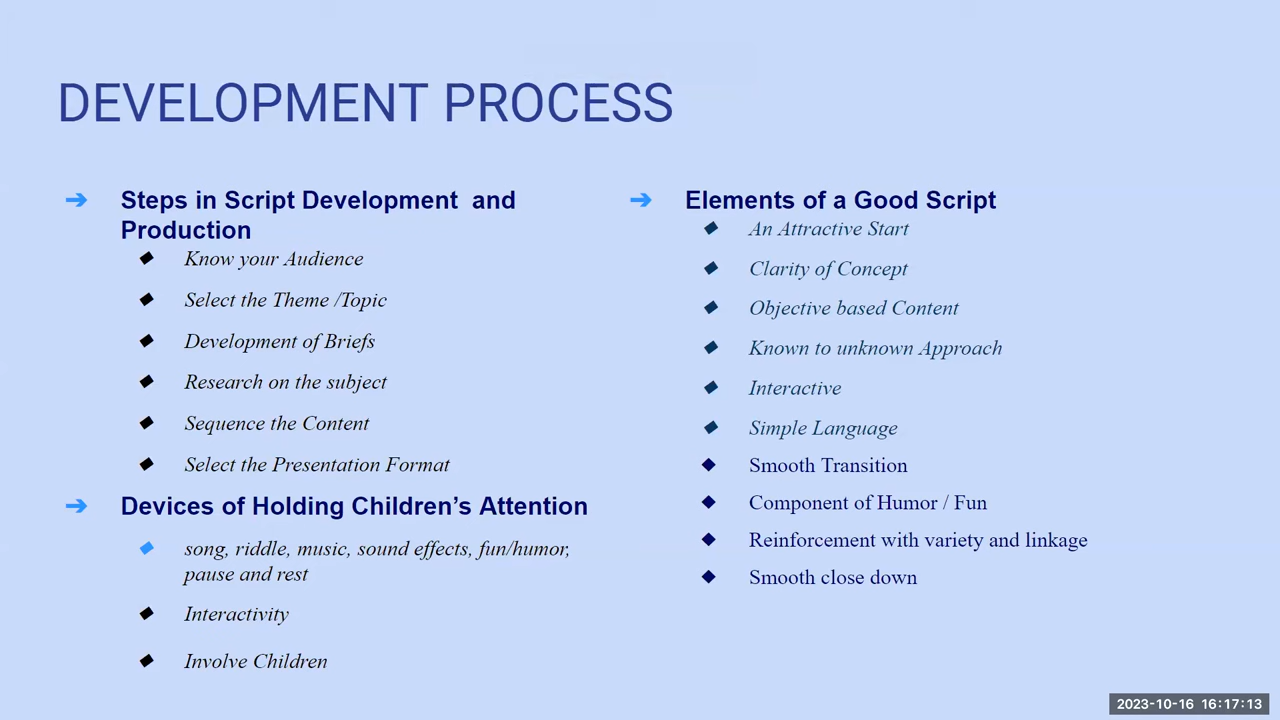 DEVELOPMENT PROCESS
Steps in Script Development and
Production
Know your Audience
Select the Theme /Topic
Development of Briefs
Research on the subject
Sequence the Content
Select the Presentation Format
Devices of Holding Children’s Attention
song, riddle, music, sound effects, fun/humor,
pause and rest
Interactivity
Involve Children
Elements of a Good Script
An Attractive Start
Clarity of Concept
Objective based Content
Known to unknown Approach
Interactive
Simple Language
Smooth Transition
Component of Humor / Fun
Reinforcement with variety and linkage
Smooth close down
2023-10-16 16:17:13